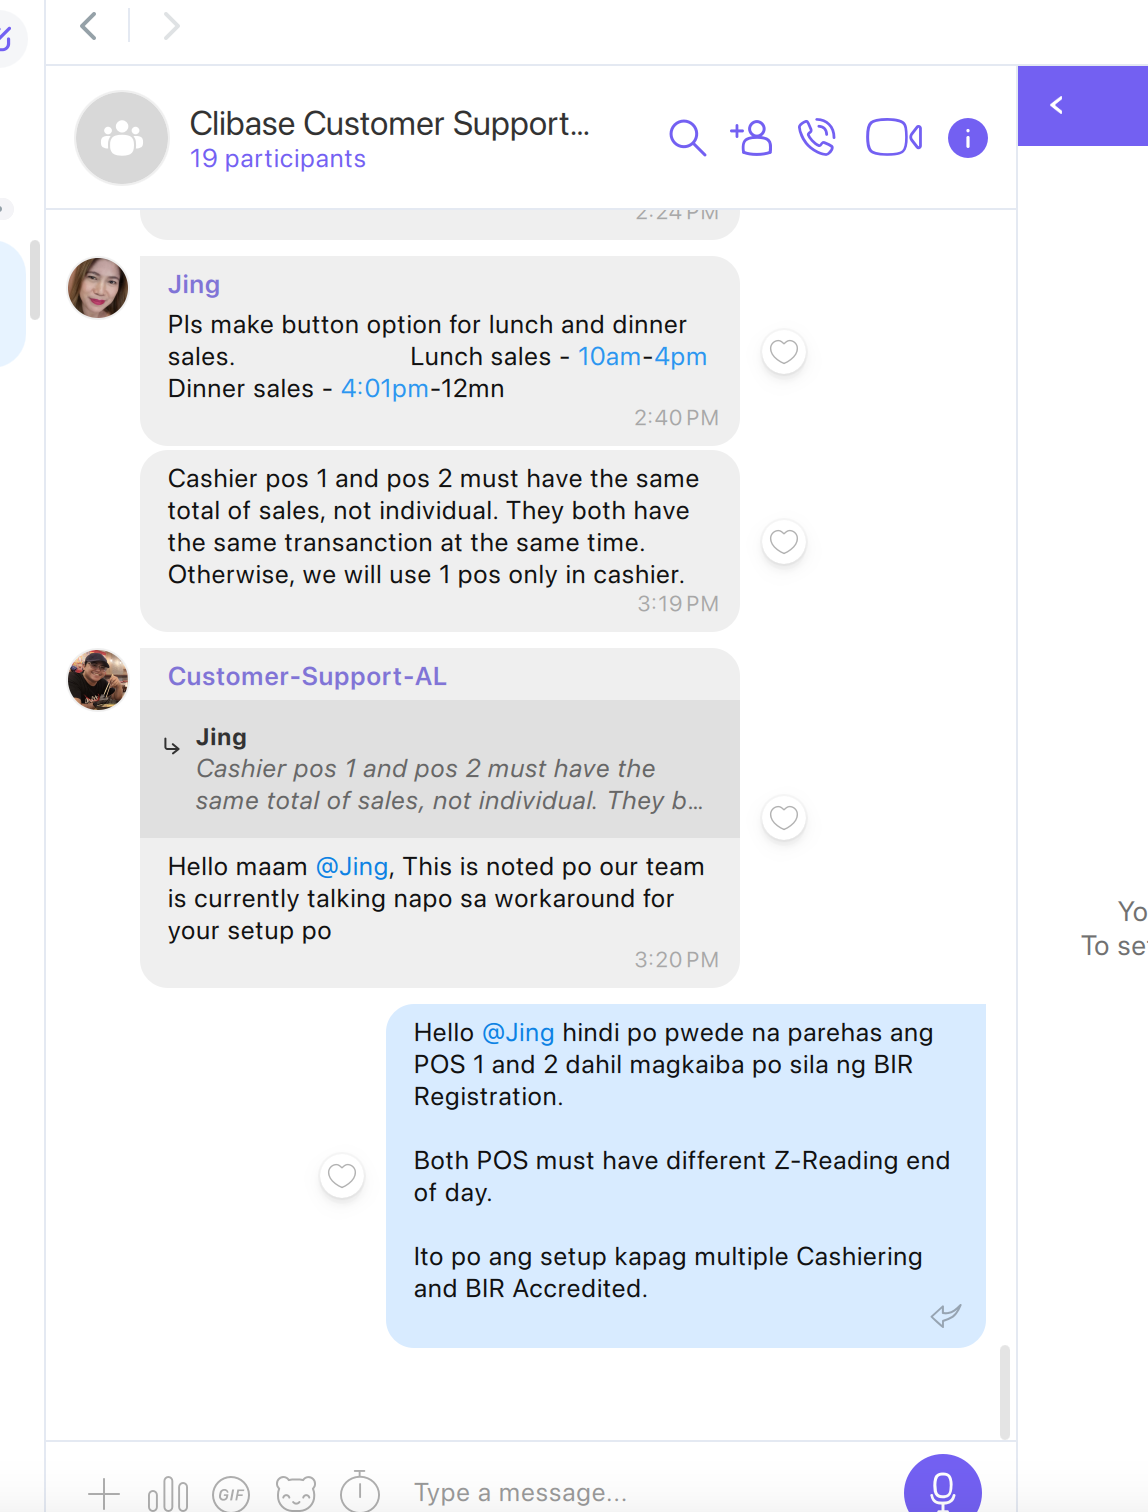 Clibase Customer Support...
19 participants
2:24 PM
Jing
Pls make button option for lunch and dinner
sales. Lunch sales - 10am-4pm
Dinner sales - 4:01pm-12mn
2:40 PM
Cashier pos 1 and pos 2 must have the same
total of sales, not individual. They both have
the same transanction at the same time.
Otherwise, we will use 1 pos only in cashier.
3:19 PM
Customer-Support-AL
Jing
Cashier pos 1 and pos 2 must have the
same total of sales, not individual. They b...
Hello maam @Jing, This is noted po our team
is currently talking napo sa workaround for
your setup po
3:20 PM
Hello @Jing hindi po pwede na parehas ang
POS 1 and 2 dahil magkaiba po sila ng BIR
Registration.
Both POS must have different Z-Reading end
of day.
Ito po ang setup kapag multiple Cashiering
and BIR Accredited.
Yo
To se
GIF
Type a message...